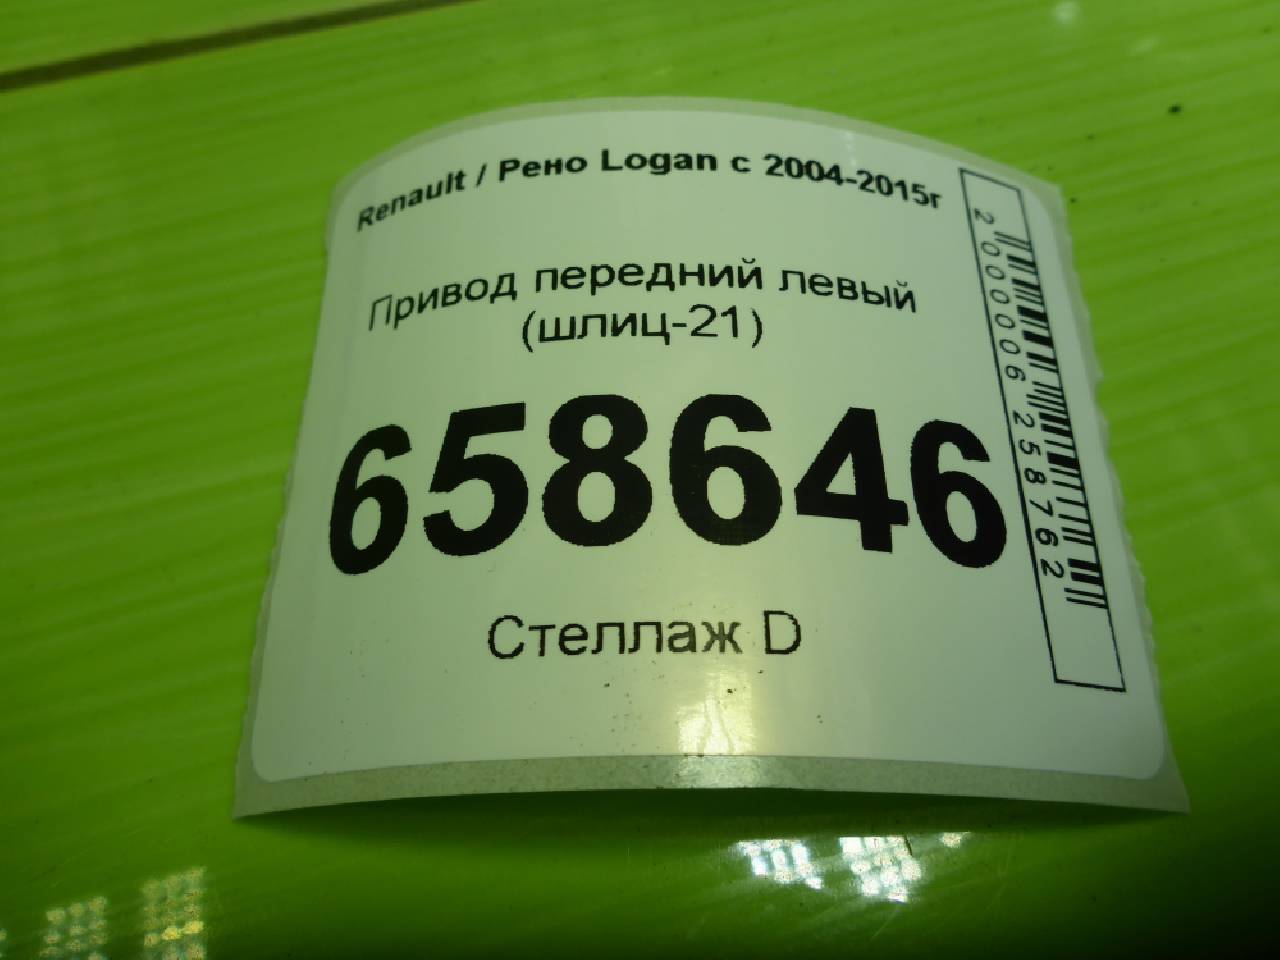 Renault / Рено Logan с 2004-2015г
Привод передний левый
(шлиц-21)
658646
Стеллаж D
2000006258762